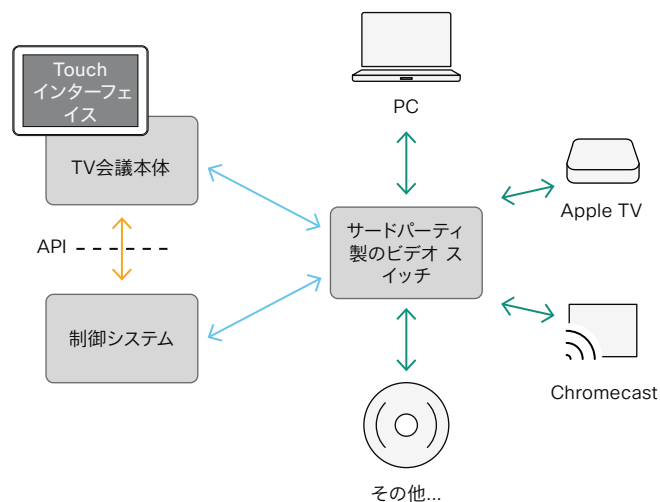 Touch
インターフェ
イス
PC
TV会議本体
Apple TV
サードパーティ
製のビデオ ス
イッチ
API
制御システム
Chromecast
その他...